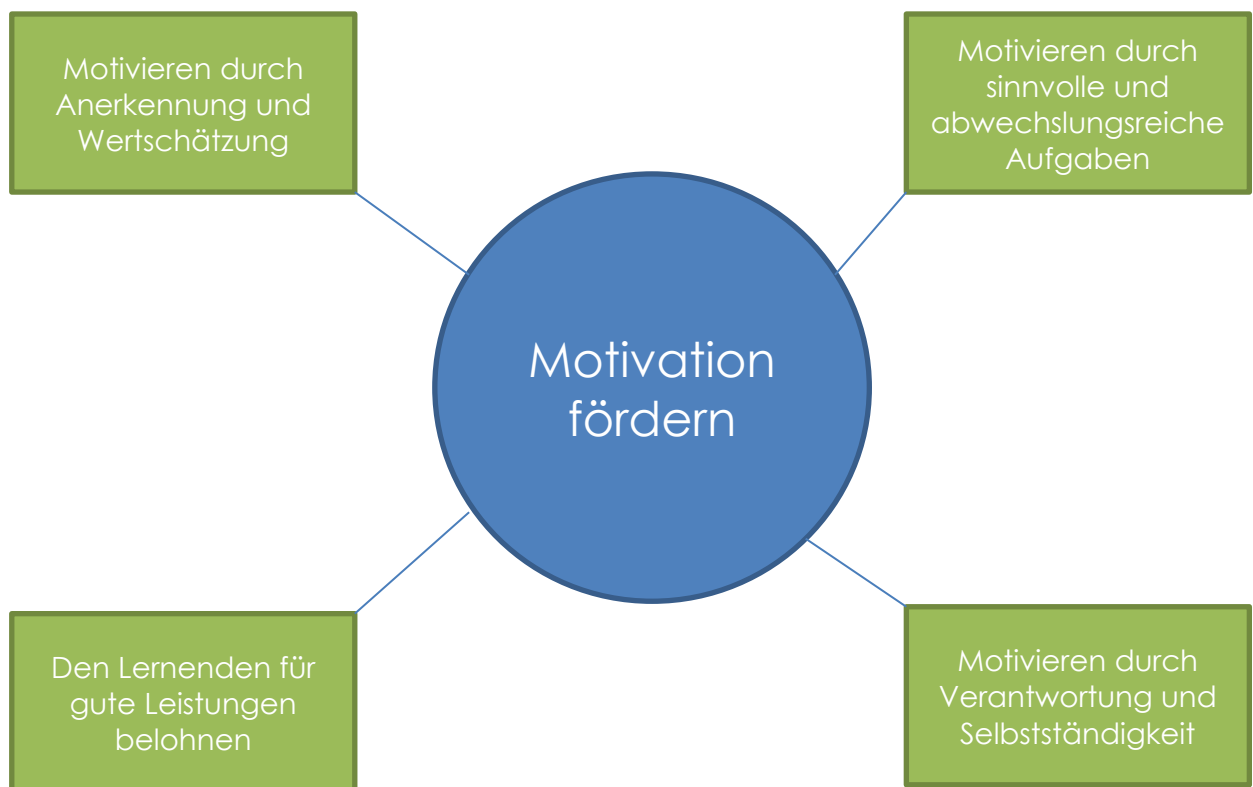 Motivieren durch
Anerkennung und
Wertschätzung
Motivieren durch
sinnvolle und
abwechslungsreiche
Aufgaben
Motivation
fördern
Den Lernenden für
gute Leistungen
belohnen
Motivieren durch
Verantwortung und
Selbstständigkeit